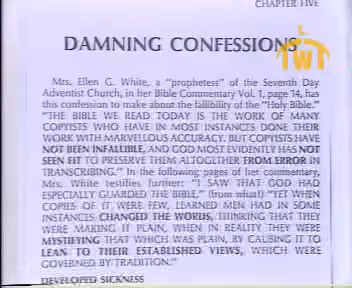 CHAPTER FIVE
DAMNING CONFESSIONS
Mrs. Ellen G. White, a "prophetess" of the Seventh Day
Adventist Church, in her Bible Commentary Vol. 1, page 14, has
this confession to make about the fallibility of the "Holy Bible."
"THE BIBLE WE READ TODAY IS THE WORK OF MANY
COPYISTS WHO HAVE IN MOST INSTANCES DONE THEIR
WORK WITH MARVELLOUS ACCURACY. BUT COPYISTS HAVE
NOT BEEN INFALLIBLE, AND GOD MOST EVIDENTLY HAS NOT
SEEN FIT TO PRESERVE THEM ALTOGETHER FROM ERROR IN
TRANSCRIBING." In the following pages of her commentary,
Mrs. White testifies further: "I SAW THAT GOD HAD
ESPECIALLY GUARDED THE BIBLE," (from what?) "YET WHEN
COPIES OF IT WERE FEW, LEARNED MEN HAD IN SOME
INSTANCES CHANGED THE WORDS, THINKING THAT THEY
WERE MAKING IT PLAIN, WHEN IN REALITY THEY WERE
MYSTIFYING THAT WHICH WAS PLAIN, BY CAUSING IT TO
LEAN TO THEIR ESTABLISHED VIEWS, WHICH WERE
GOVERNED BY TRADITION."
DEVELOPED SICKNESS